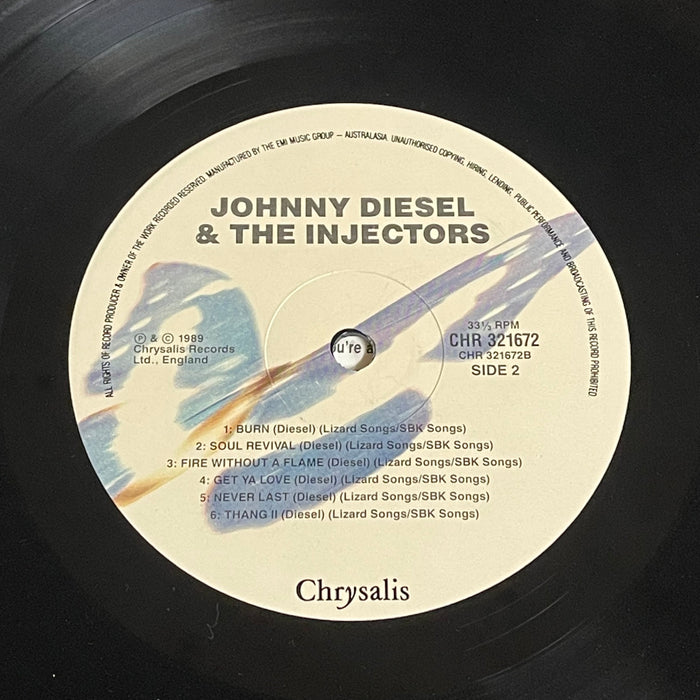 ALL RIGHTS OF RECORD PRODUCER & OWNER OF THE WORK RECORDED RESERVED. MANUFACTURED BY THE EMI MUSIC GROUP – AUSTRALASIA. UNAUTHORISED COPYING, HIRING, LENDING, PUBLIC PERFORMANCE AND BROADCASTING OF THIS RECORD PROHIBITED
JOHNNY DIESEL
& THE INJECTORS
℗ & © 1989
Chrysalis Records
Ltd., England
u're a
33⅓ RPM
CHR 321672
CHR 321672B
SIDE 2
1: BURN (Diesel) (Lizard Songs/SBK Songs)
2: SOUL REVIVAL (Diesel) (Lizard Songs/SBK Songs)
3: FIRE WITHOUT A FLAME (Diesel) (Lizard Songs/SBK Songs)
4: GET YA LOVE (Diesel) (Lizard Songs/SBK Songs)
5: NEVER LAST (Diesel) (Lizard Songs/SBK Songs)
6: THANG II (Diesel) (Lizard Songs/SBK Songs)
Chrysalis